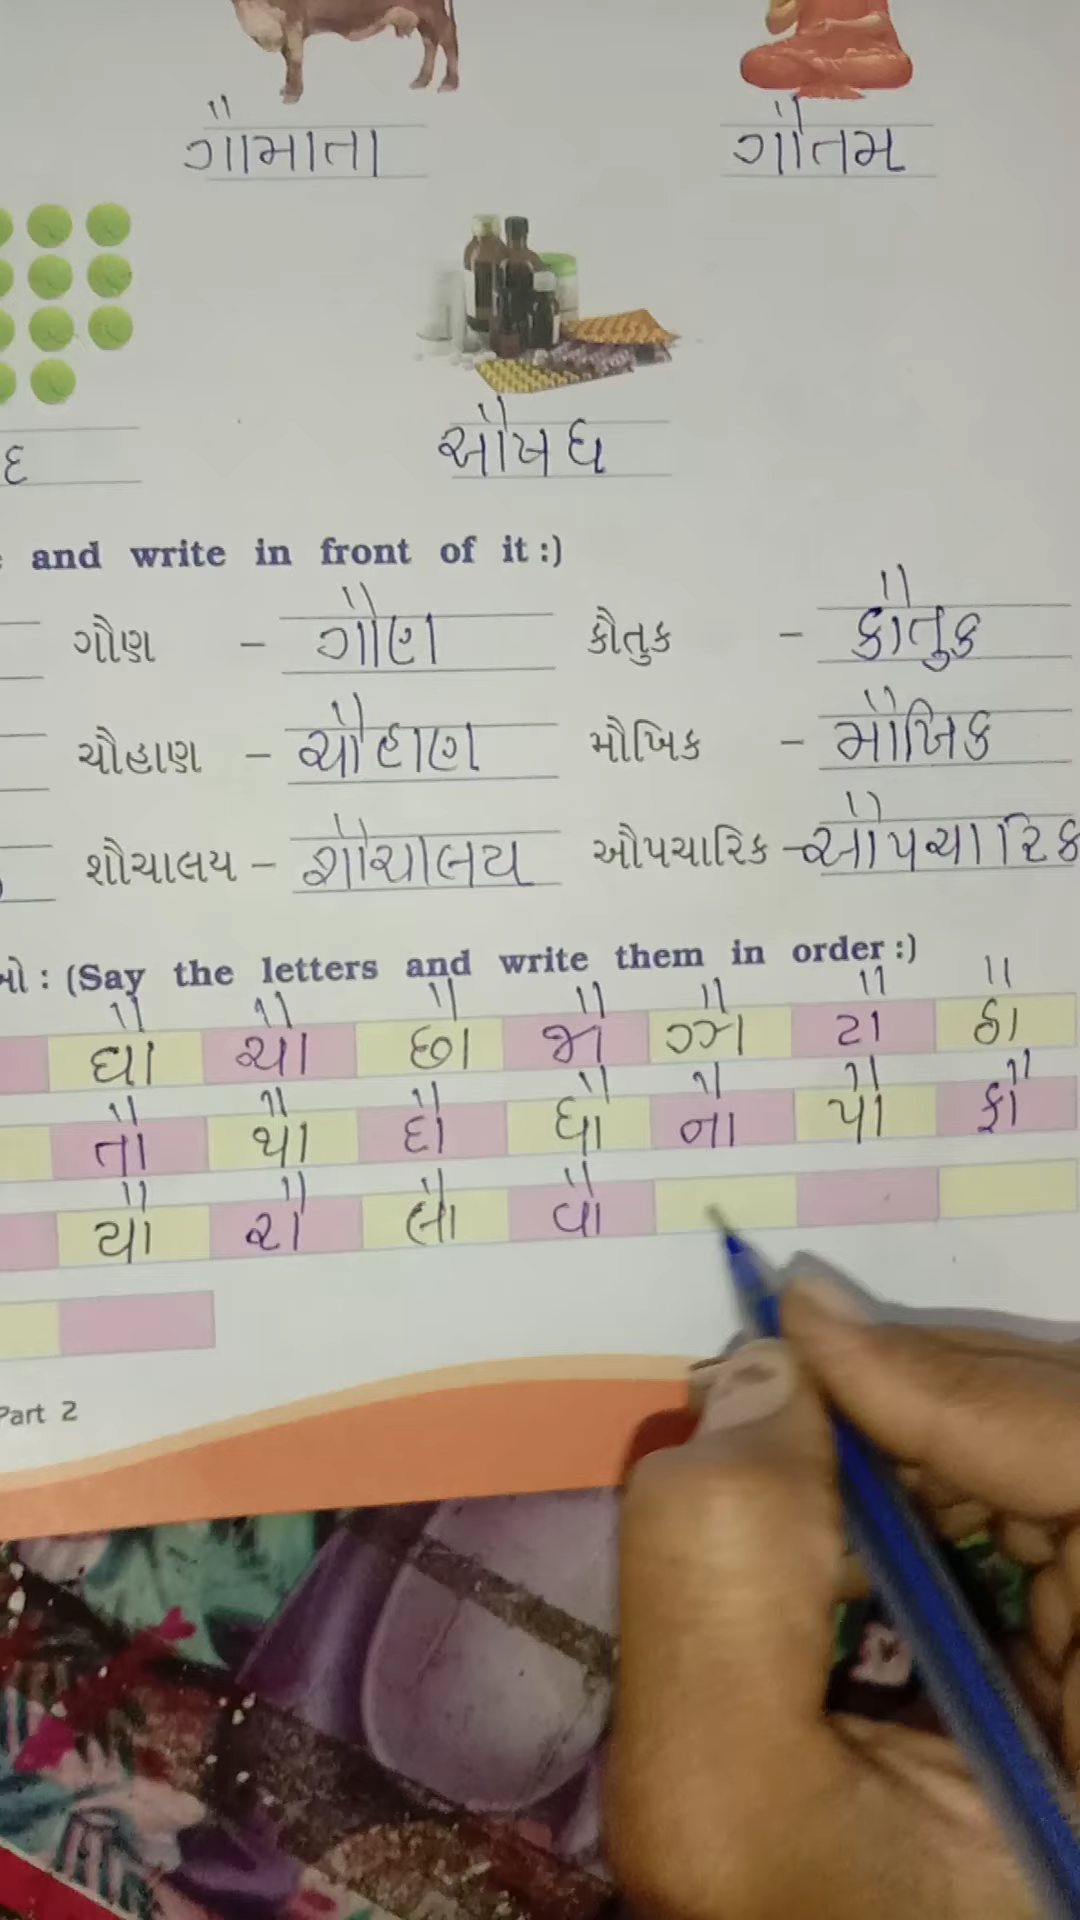 ગૌમાતા ગૌતમ
દ ઔષધ
and write in front of it :)
ગૌણ - ગૌણ કૌતુક - કૌતુક
ચૌહાણ - ચૌહાણ મૌખિક - મૌખિક
શૌચાલય - શૌચાલય ઔપચારિક - ઔપચારિક
ઓ : (Say the letters and write them in order :)
ઘૌ ચૌ છૌ જૌ ઝૌ ટૌ ઠૌ
તૌ થૌ દૌ ધૌ નૌ પૌ ફૌ
યૌ રૌ લૌ વૌ
Part 2